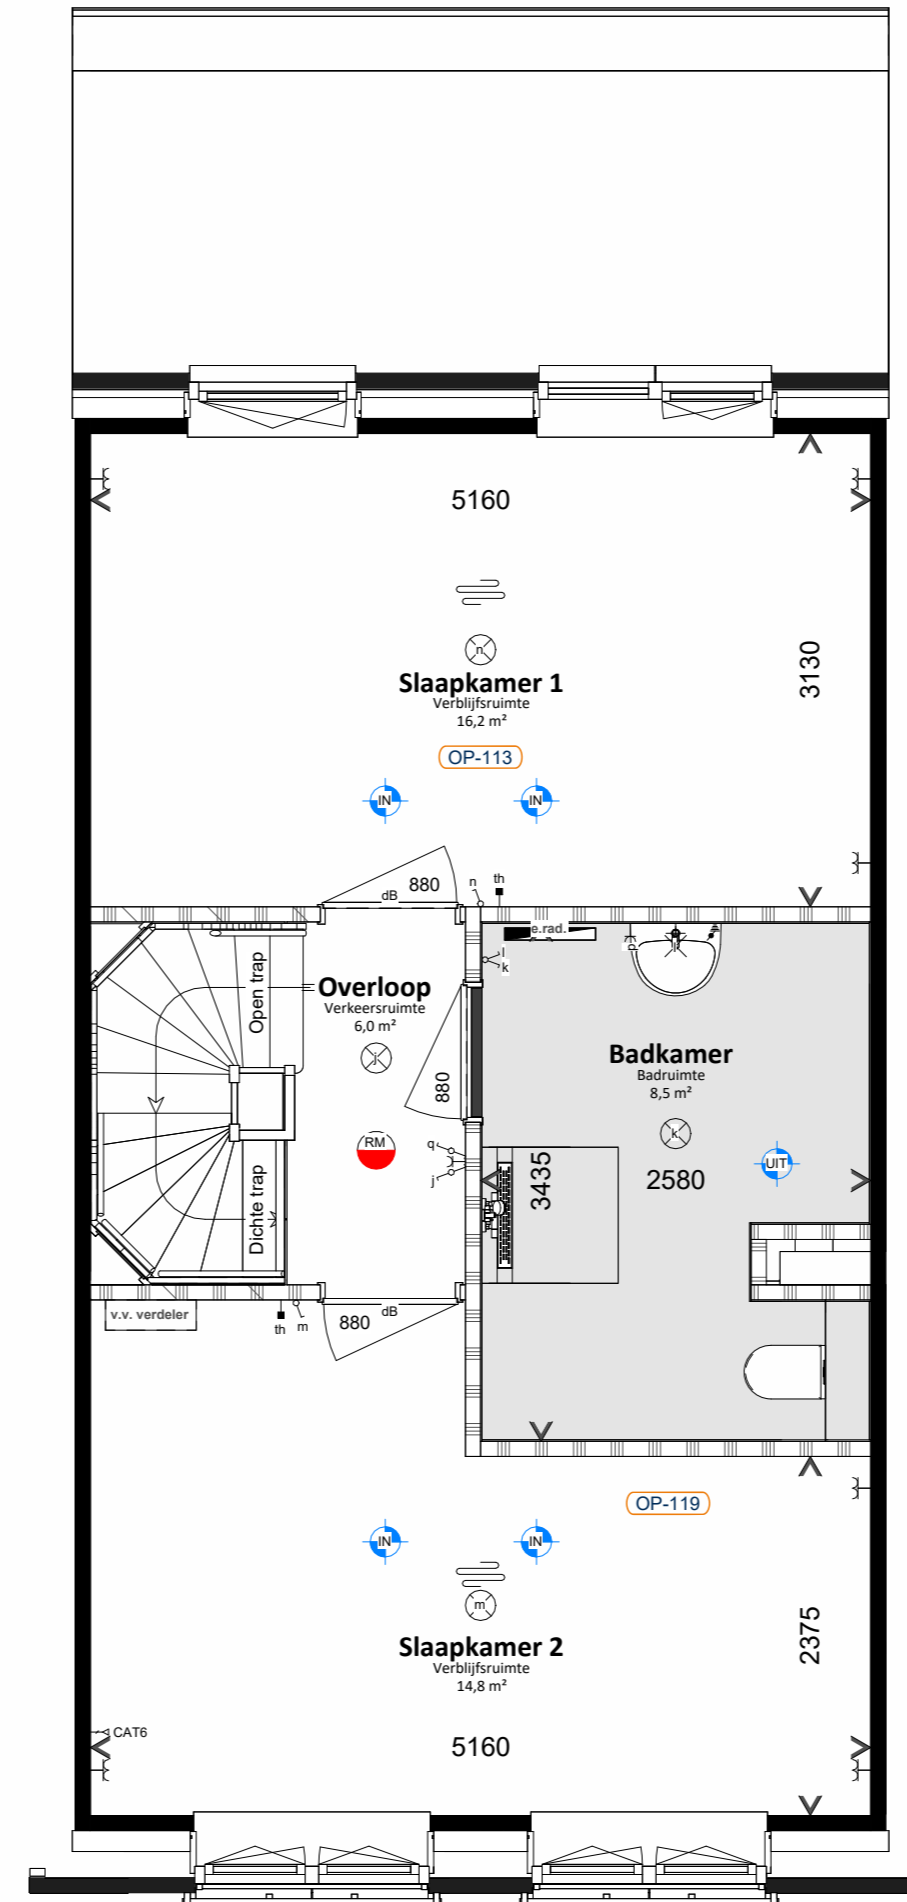 5160
n
3130
Slaapkamer 1
Verblijfsruimte
16,2 m²
OP-113
IN
IN
880
dB
n
th
e.rad.
l
k
Open trap
Overloop
Verkeersruimte
6,0 m²
j
880
Badkamer
Badruimte
8,5 m²
k
RM
q
j
UIT
3435
2580
Dichte trap
v.v. verdeler
th
m
880
dB
OP-119
IN
IN
m
2375
Slaapkamer 2
Verblijfsruimte
14,8 m²
CAT6
5160